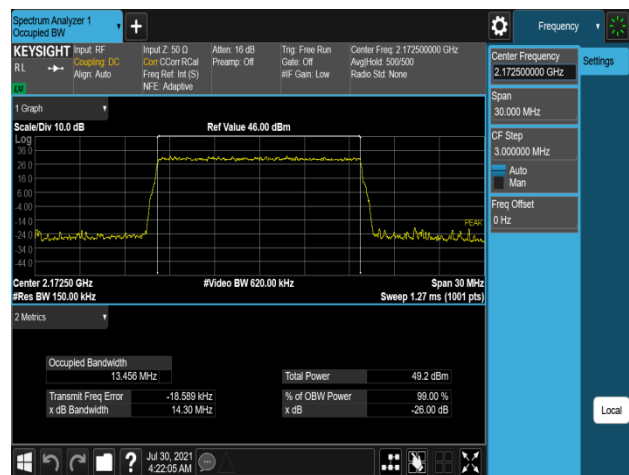 Spectrum Analyzer 1
Occupied BW
Frequency
KEYSIGHT
RL
LXI
Input: RF
Coupling: DC
Align: Auto
Input Z: 50 Ω
Corr CCorr RCal
Freq Ref: Int (S)
NFE: Adaptive
Atten: 16 dB
Preamp: Off
Trig: Free Run
Gate: Off
#IF Gain: Low
Center Freq: 2.172500000 GHz
Avg|Hold: 500/500
Radio Std: None
Center Frequency
2.172500000 GHz
Settings
Span
30.000 MHz
CF Step
3.000000 MHz
Auto
Man
Freq Offset
0 Hz
1 Graph
Scale/Div 10.0 dB
Ref Value 46.00 dBm
Log
36.0
26.0
16.0
6.00
-4.00
-14.0
-24.0
-34.0
-44.0
PEAK
Center 2.17250 GHz
#Video BW 620.00 kHz
Span 30 MHz
#Res BW 150.00 kHz
Sweep 1.27 ms (1001 pts)
2 Metrics
Occupied Bandwidth
13.456 MHz
Total Power
49.2 dBm
Transmit Freq Error
-18.589 kHz
% of OBW Power
99.00 %
x dB Bandwidth
14.30 MHz
x dB
-26.00 dB
Local
?
Jul 30, 2021
4:22:05 AM